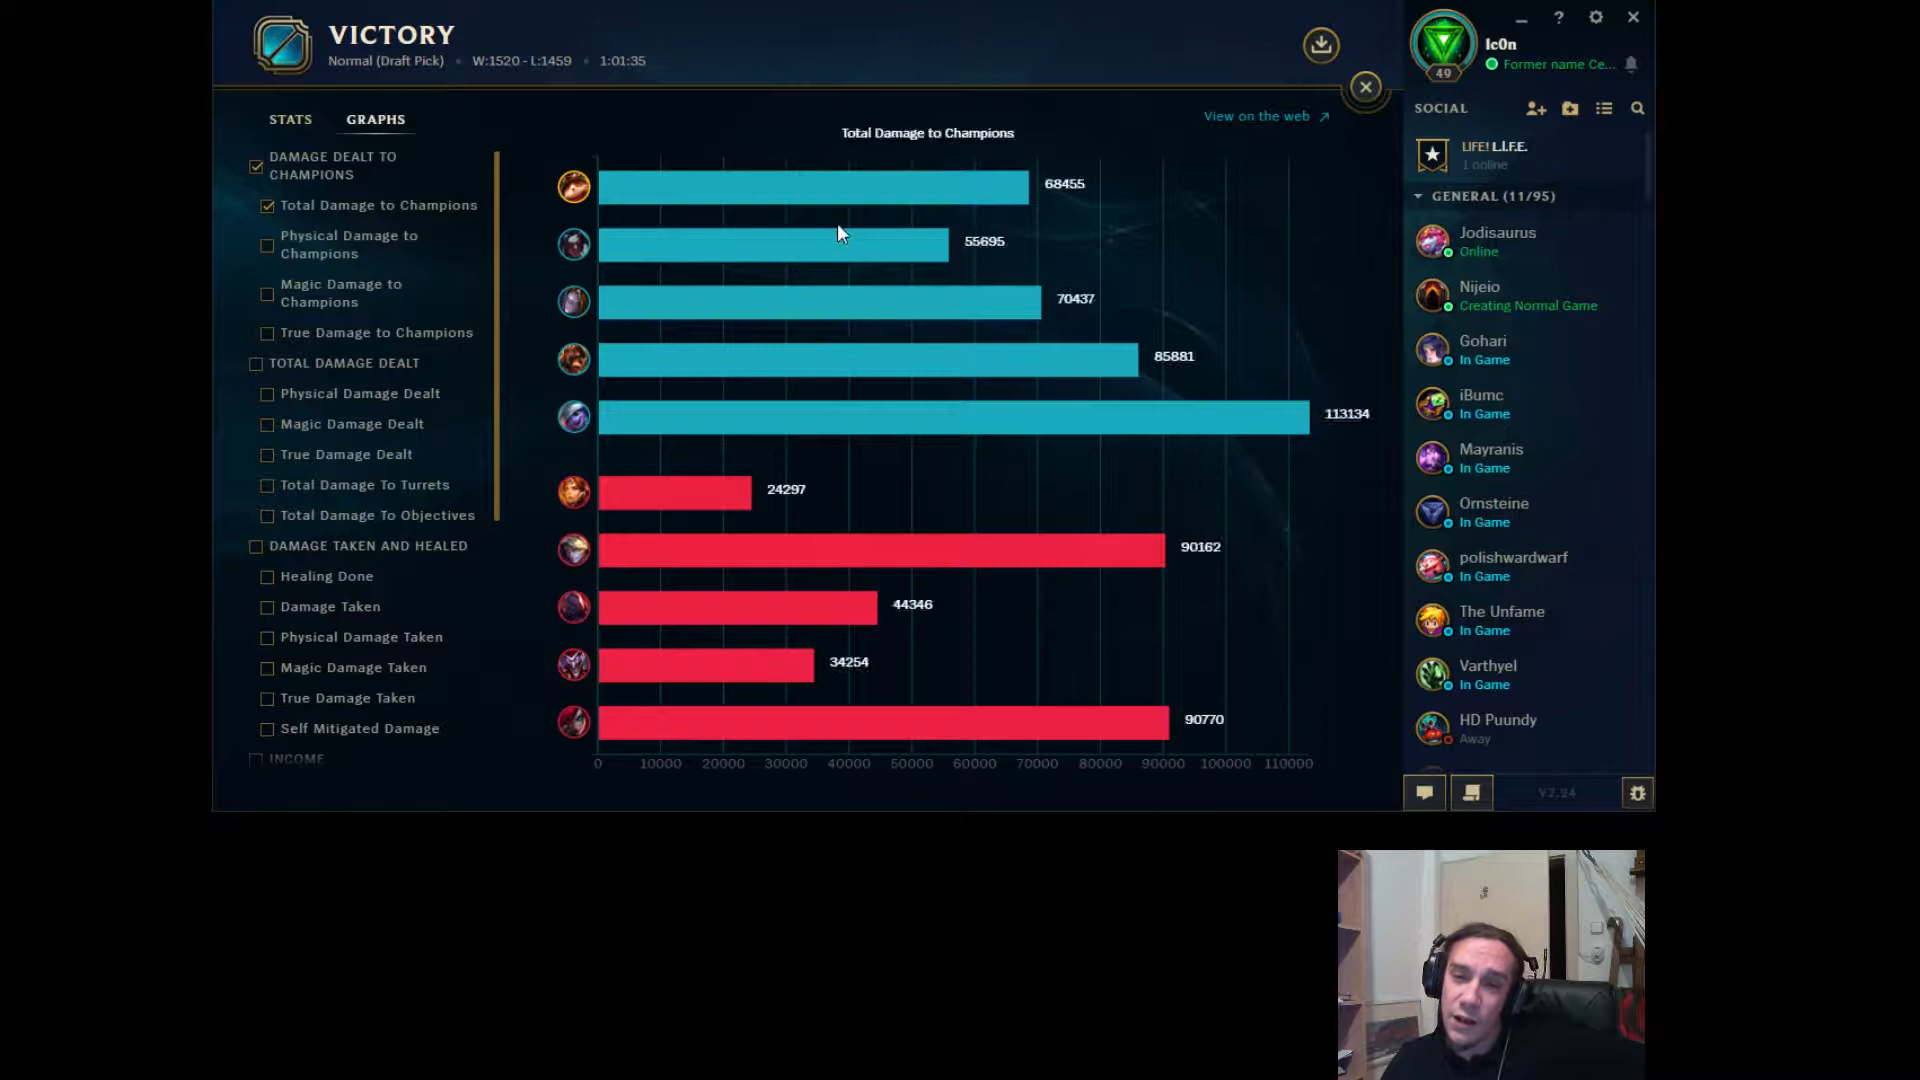 VICTORY
Normal (Draft Pick) • W:1520 - L:1459 • 1:01:35
STATS
GRAPHS
View on the web
DAMAGE DEALT TO
CHAMPIONS
Total Damage to Champions
Physical Damage to
Champions
Magic Damage to
Champions
True Damage to Champions
TOTAL DAMAGE DEALT
Physical Damage Dealt
Magic Damage Dealt
True Damage Dealt
Total Damage To Turrets
Total Damage To Objectives
DAMAGE TAKEN AND HEALED
Healing Done
Damage Taken
Physical Damage Taken
Magic Damage Taken
True Damage Taken
Self Mitigated Damage
INCOME
Total Damage to Champions
68455
55695
70437
85881
113134
24297
90162
44346
34254
90770
0 10000 20000 30000 40000 50000 60000 70000 80000 90000 100000 110000
?
49
Ic0n
Former name Ce...
SOCIAL
LIFE! L.I.F.E.
1 online
GENERAL (11/95)
Jodisaurus
Online
Nijeio
Creating Normal Game
Gohari
In Game
iBumc
In Game
Mayranis
In Game
Ornsteine
In Game
polishwardwarf
In Game
The Unfame
In Game
Varthyel
In Game
HD Puundy
Away
V7.24